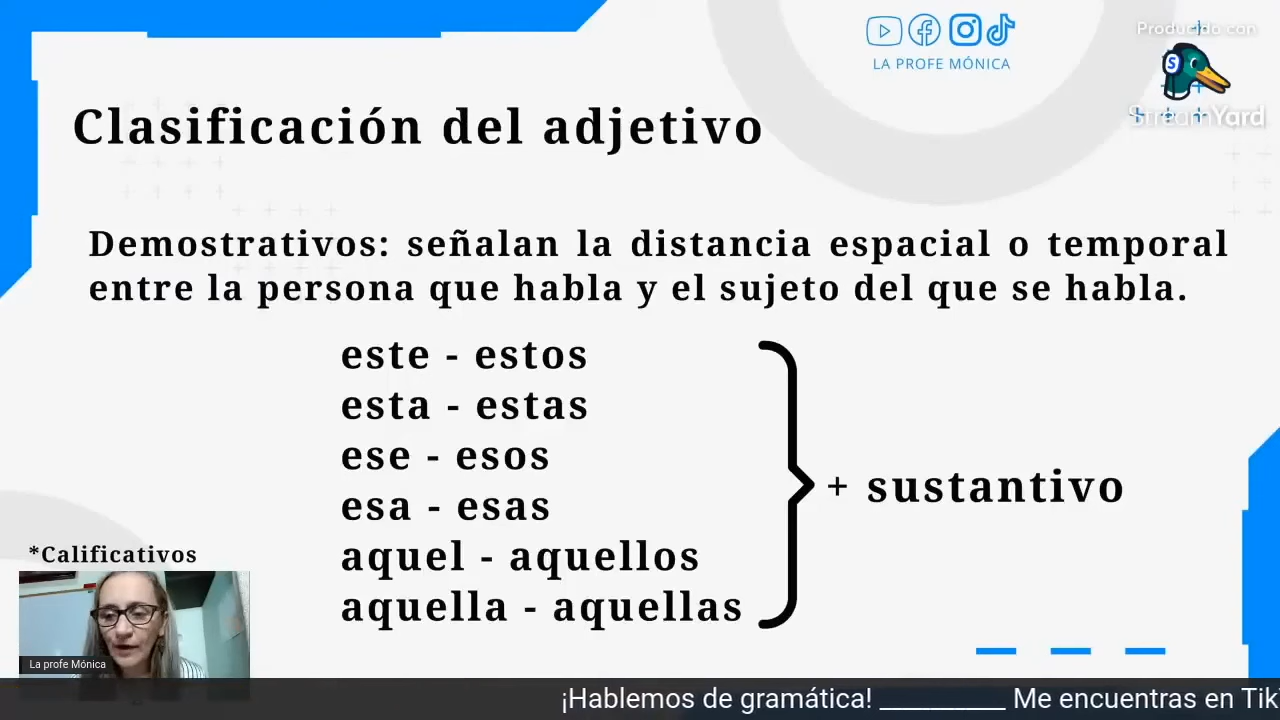 LA PROFE MÓNICA
Producido con
StreamYard
Clasificación del adjetivo
Demostrativos: señalan la distancia espacial o temporal
entre la persona que habla y el sujeto del que se habla.
este - estos
esta - estas
ese - esos
esa - esas
aquel - aquellos
aquella - aquellas
+ sustantivo
*Calificativos
La profe Mónica
¡Hablemos de gramática! __________ Me encuentras en Tik